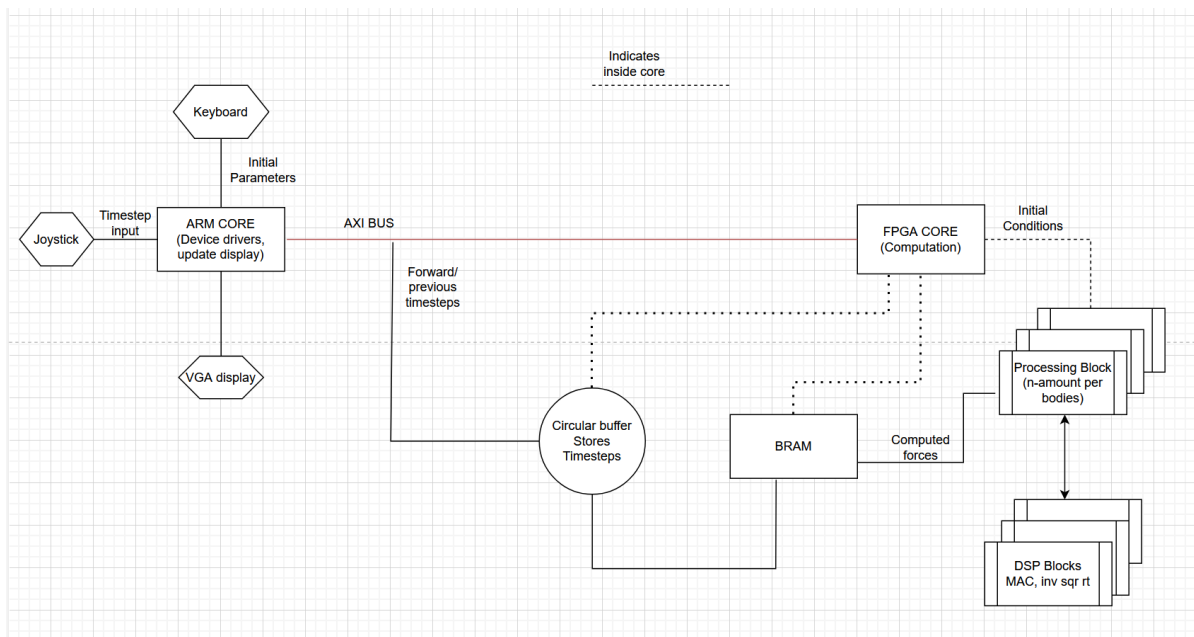 Indicates
inside core
Keyboard
Initial
Parameters
Joystick
Timestep
input
ARM CORE
(Device drivers,
update display)
AXI BUS
FPGA CORE
(Computation)
Initial
Conditions
Forward/
previous
timesteps
VGA display
Circular buffer
Stores
Timesteps
BRAM
Computed
forces
Processing Block
(n-amount per
bodies)
DSP Blocks
MAC, inv sqr rt